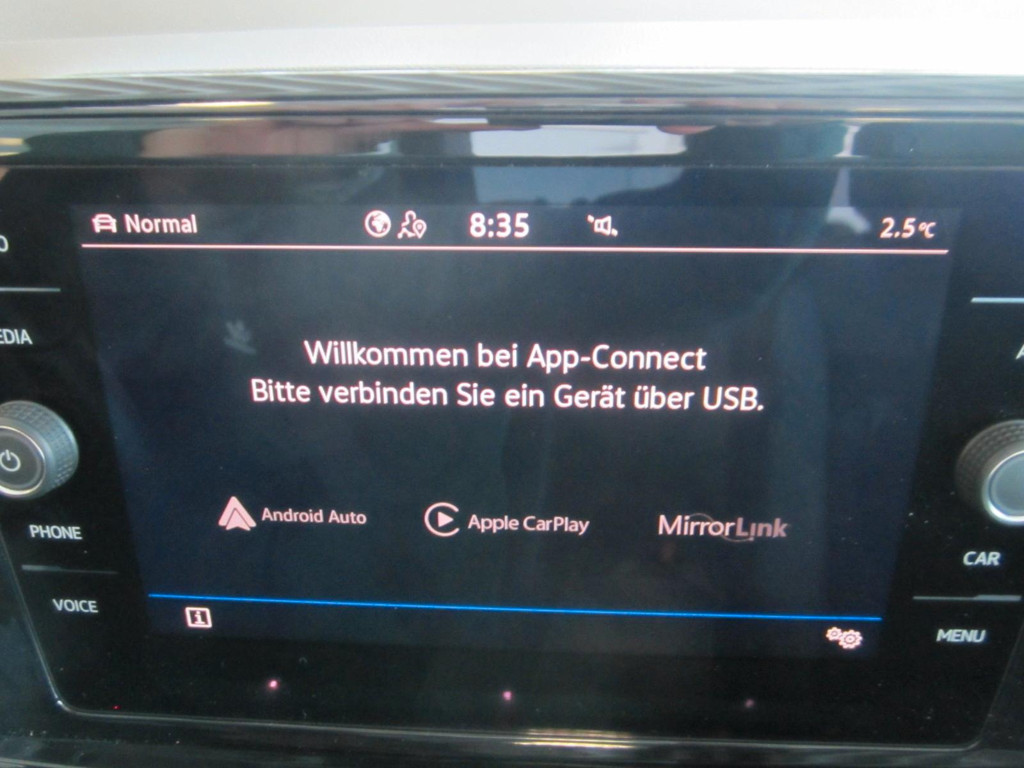 Normal 8:35 2.5°C
Willkommen bei App-Connect
Bitte verbinden Sie ein Gerät über USB.
Android Auto Apple CarPlay MirrorLink
i
PHONE
VOICE
CAR
MENU